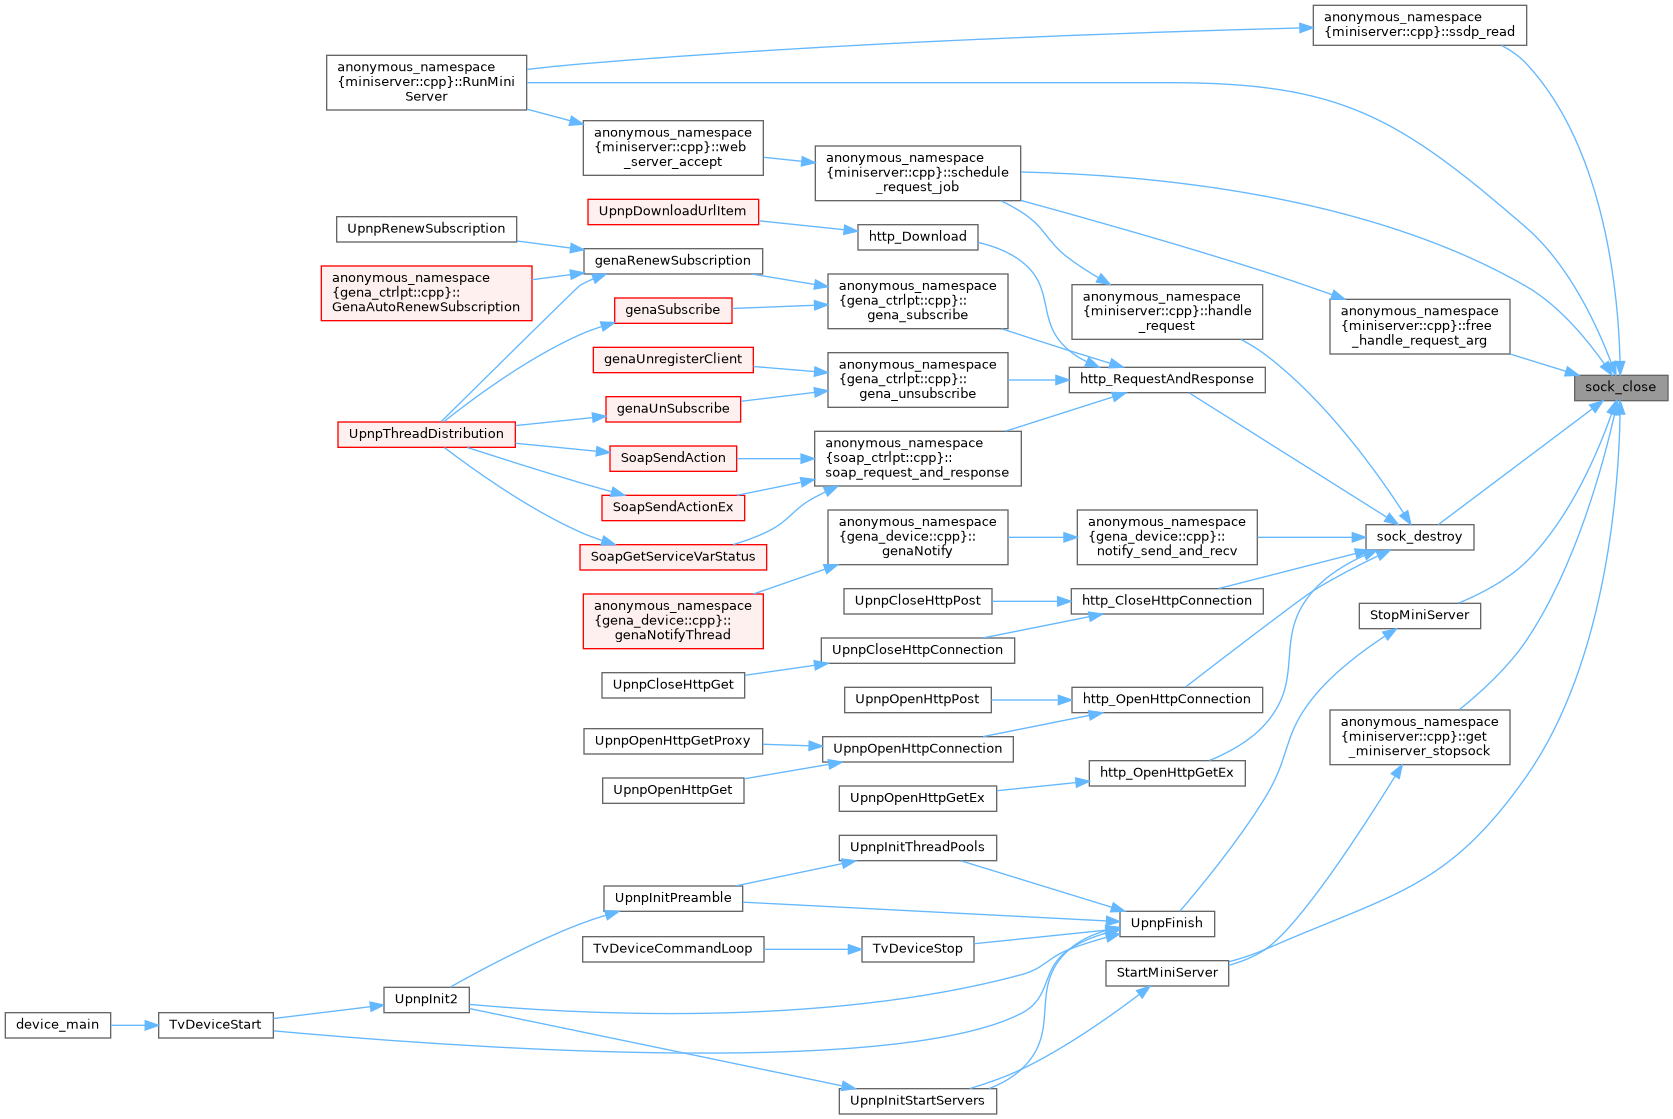 anonymous_namespace
{miniserver::cpp}::ssdp_read
anonymous_namespace
{miniserver::cpp}::RunMini
Server
anonymous_namespace
{miniserver::cpp}::web
_server_accept
anonymous_namespace
{miniserver::cpp}::schedule
_request_job
UpnpDownloadUrlItem
http_Download
UpnpRenewSubscription
genaRenewSubscription
anonymous_namespace
{gena_ctrlpt::cpp}::
GenaAutoRenewSubscription
anonymous_namespace
{gena_ctrlpt::cpp}::
gena_subscribe
anonymous_namespace
{miniserver::cpp}::handle
_request
anonymous_namespace
{miniserver::cpp}::free
_handle_request_arg
genaSubscribe
genaUnregisterClient
anonymous_namespace
{gena_ctrlpt::cpp}::
gena_unsubscribe
http_RequestAndResponse
sock_close
genaUnSubscribe
UpnpThreadDistribution
SoapSendAction
anonymous_namespace
{soap_ctrlpt::cpp}::
soap_request_and_response
SoapSendActionEx
SoapGetServiceVarStatus
anonymous_namespace
{gena_device::cpp}::
genaNotify
anonymous_namespace
{gena_device::cpp}::
notify_send_and_recv
sock_destroy
anonymous_namespace
{gena_device::cpp}::
genaNotifyThread
UpnpCloseHttpPost
http_CloseHttpConnection
StopMiniServer
UpnpCloseHttpConnection
UpnpCloseHttpGet
UpnpOpenHttpPost
http_OpenHttpConnection
anonymous_namespace
{miniserver::cpp}::get
_miniserver_stopsock
UpnpOpenHttpGetProxy
UpnpOpenHttpConnection
UpnpOpenHttpGet
http_OpenHttpGetEx
UpnpOpenHttpGetEx
UpnpInitThreadPools
UpnpInitPreamble
UpnpFinish
TvDeviceCommandLoop
TvDeviceStop
StartMiniServer
UpnpInit2
device_main
TvDeviceStart
UpnpInitStartServers